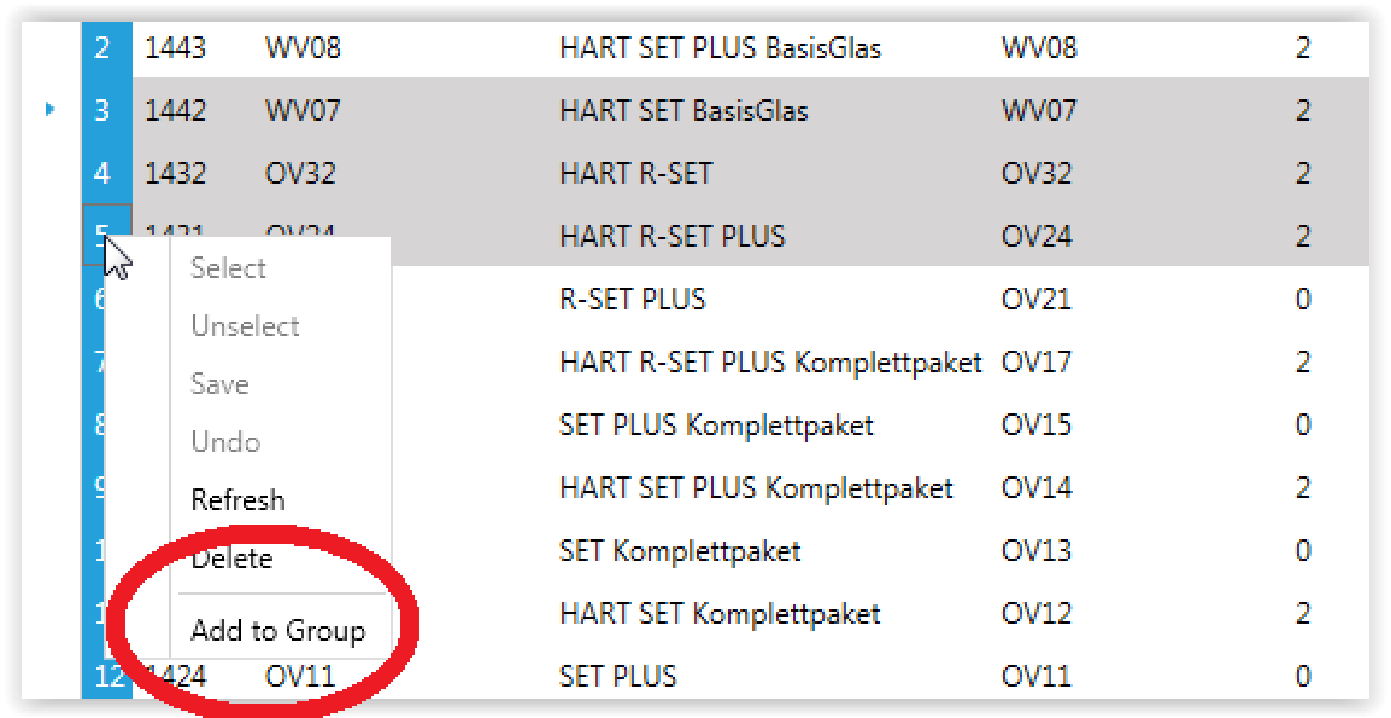 2 1443 WV08 HART SET PLUS BasisGlas WV08 2
3 1442 WV07 HART SET BasisGlas WV07 2
4 1432 OV32 HART R-SET OV32 2
5 1431 OV24 HART R-SET PLUS OV24 2
Select
R-SET PLUS OV21 0
Unselect
HART R-SET PLUS Komplettpaket OV17 2
Save
SET PLUS Komplettpaket OV15 0
Undo
HART SET PLUS Komplettpaket OV14 2
Refresh
SET Komplettpaket OV13 0
Delete
HART SET Komplettpaket OV12 2
Add to Group
12 1424 OV11 SET PLUS OV11 0